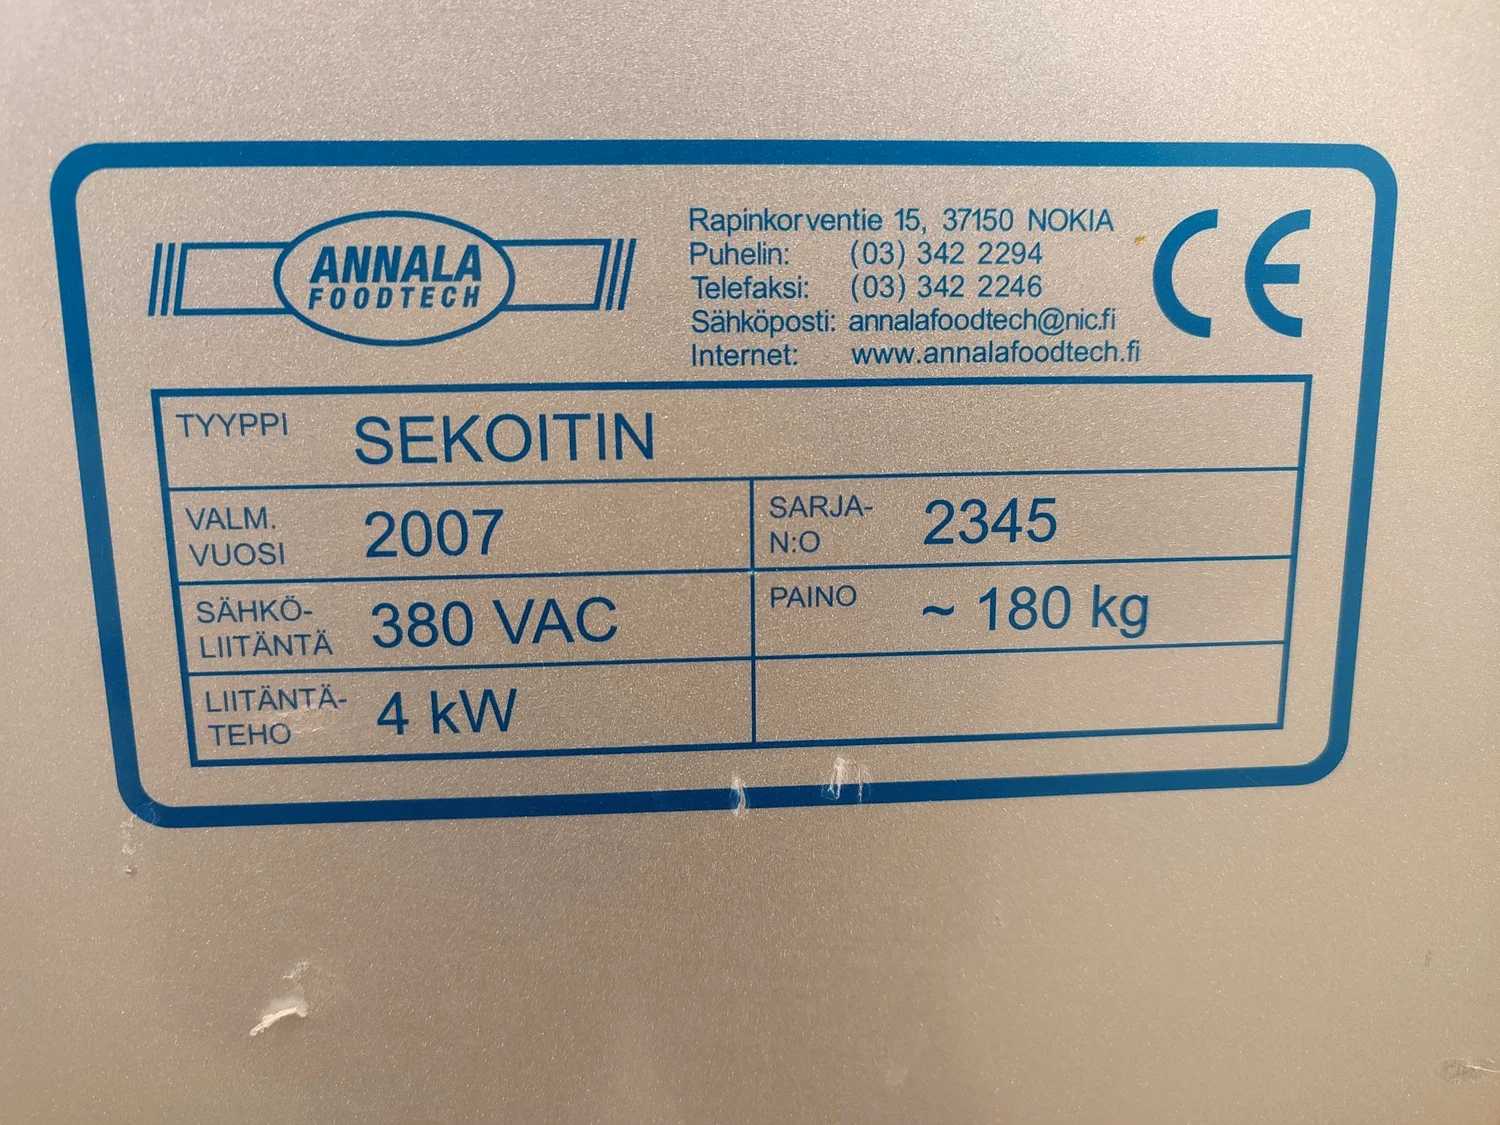 ANNALA
FOODTECH
Rapinkorventie 15, 37150 NOKIA
Puhelin: (03) 342 2294
Telefaksi: (03) 342 2246
Sähköposti: annalafoodtech@nic.fi
Internet: www.annalafoodtech.fi
CE
TYYPPI SEKOITIN
VALM.
VUOSI 2007
SARJA-
N:O 2345
SÄHKÖ-
LIITÄNTÄ 380 VAC
PAINO ~ 180 kg
LIITÄNTÄ-
TEHO 4 kW